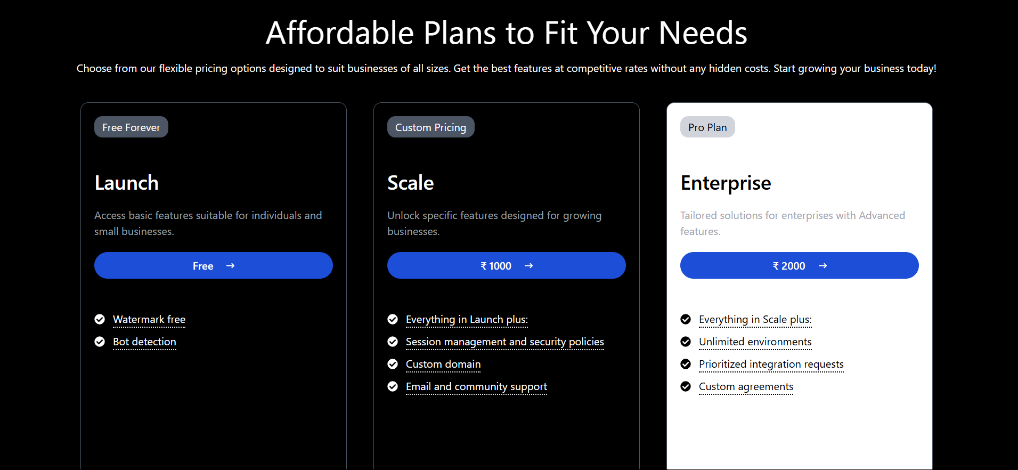 Affordable Plans to Fit Your Needs
Choose from our flexible pricing options designed to suit businesses of all sizes. Get the best features at competitive rates without any hidden costs. Start growing your business today!
Free Forever
Launch
Access basic features suitable for individuals and
small businesses.
Free →
Watermark free
Bot detection
Custom Pricing
Scale
Unlock specific features designed for growing
businesses.
₹ 1000 →
Everything in Launch plus:
Session management and security policies
Custom domain
Email and community support
Pro Plan
Enterprise
Tailored solutions for enterprises with Advanced
features.
₹ 2000 →
Everything in Scale plus:
Unlimited environments
Prioritized integration requests
Custom agreements